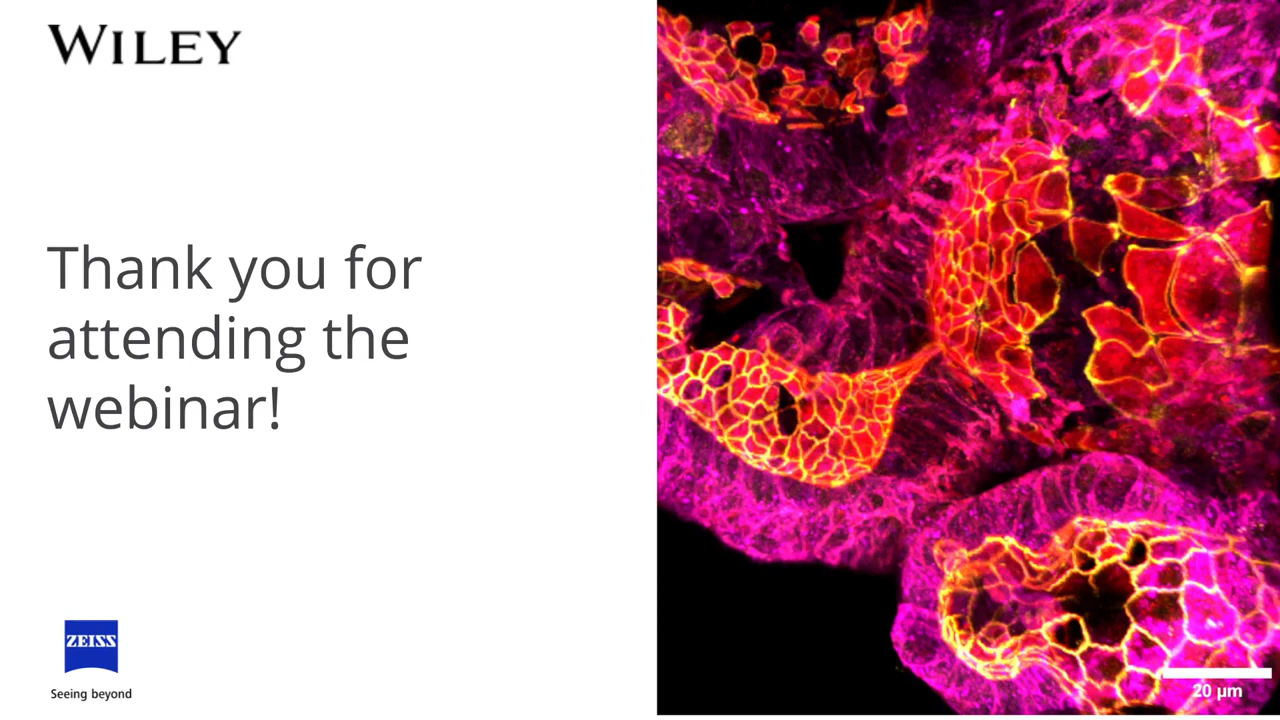 WILEY
Thank you for
attending the
webinar!
ZEISS
Seeing beyond
20 µm